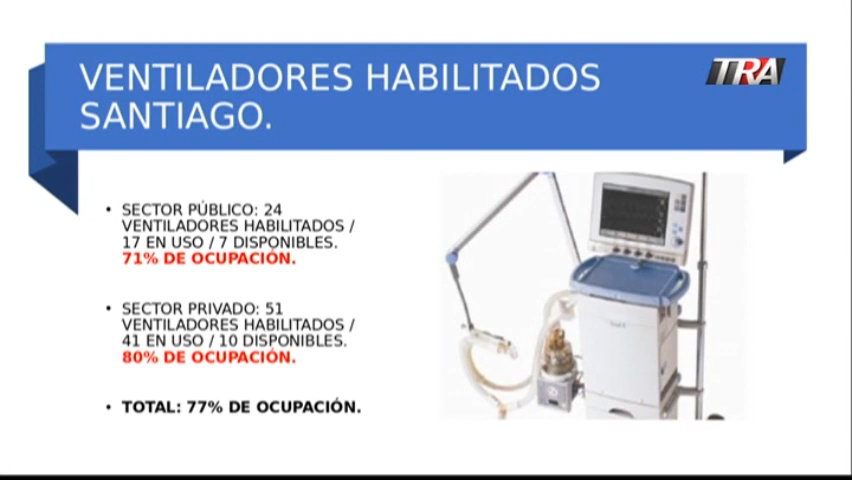 VENTILADORES HABILITADOS
SANTIAGO.
TRA
• SECTOR PÚBLICO: 24
VENTILADORES HABILITADOS /
17 EN USO / 7 DISPONIBLES.
71% DE OCUPACIÓN.
• SECTOR PRIVADO: 51
VENTILADORES HABILITADOS /
41 EN USO / 10 DISPONIBLES.
80% DE OCUPACIÓN.
• TOTAL: 77% DE OCUPACIÓN.